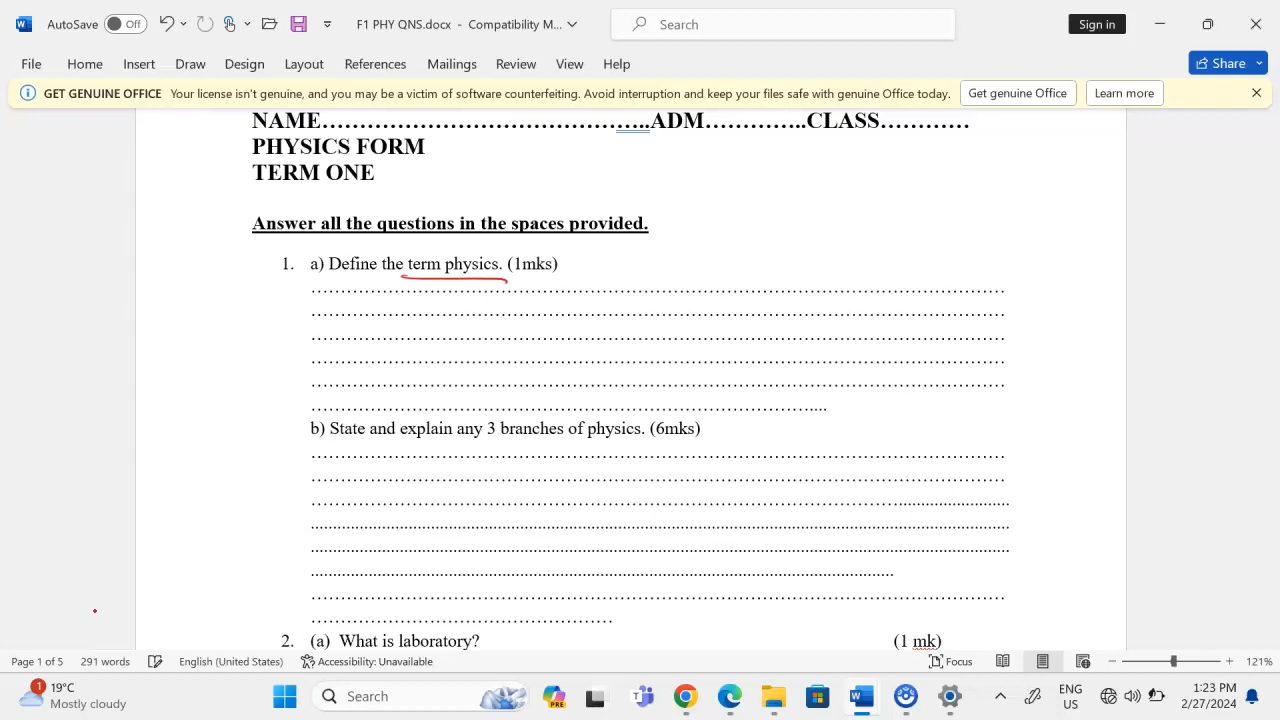 AutoSave Off F1 PHY QNS.docx - Compatibility M... Search Sign in
File Home Insert Draw Design Layout References Mailings Review View Help Share
GET GENUINE OFFICE Your license isn't genuine, and you may be a victim of software counterfeiting. Avoid interruption and keep your files safe with genuine Office today. Get genuine Office Learn more
NAME…………………………………..ADM…………..CLASS…………
PHYSICS FORM
TERM ONE
Answer all the questions in the spaces provided.
1. a) Define the term physics. (1mks)
b) State and explain any 3 branches of physics. (6mks)
2. (a) What is laboratory? (1 mk)
Page 1 of 5 291 words English (United States) Accessibility: Unavailable Focus 121%
1 19°C
Mostly cloudy
Search
PRE
ENG
US
1:23 PM
2/27/2024